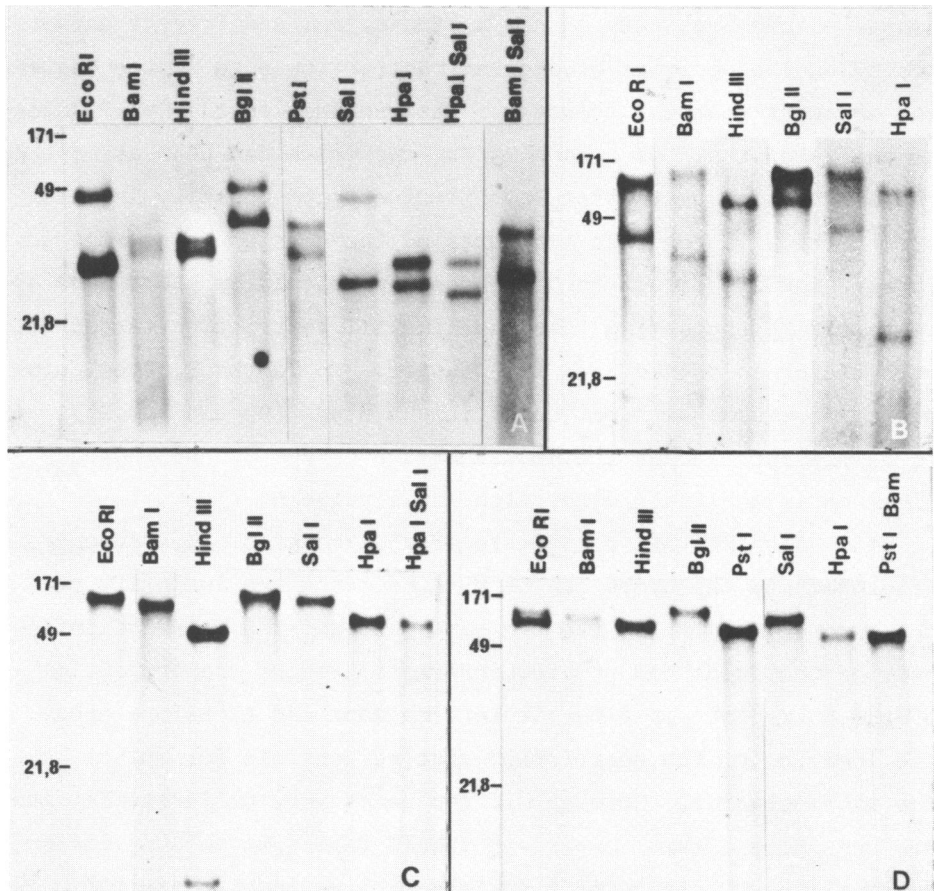 Eco RI
Bam I
Hind III
Bgl II
Pst I
Sal I
Hpa I
Hpa I Sal I
Bam I Sal I
171
49
21,8
A
Eco R I
Bam I
Hind III
Bgl II
Sal I
Hpa I
171
49
21,8
B
Eco RI
Bam I
Hind III
Bgl II
Sal I
Hpa I
Hpa I Sal I
171
49
21,8
C
Eco RI
Bam I
Hind III
Bgl II
Pst I
Sal I
Hpa I
Pst I Bam
171
49
21,8
D